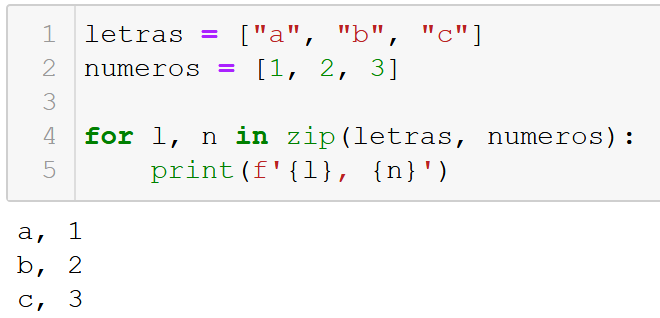 1 letras = ["a", "b", "c"]
2 numeros = [1, 2, 3]
3
4 for l, n in zip(letras, numeros):
5     print(f'{l}, {n}')
a, 1
b, 2
c, 3